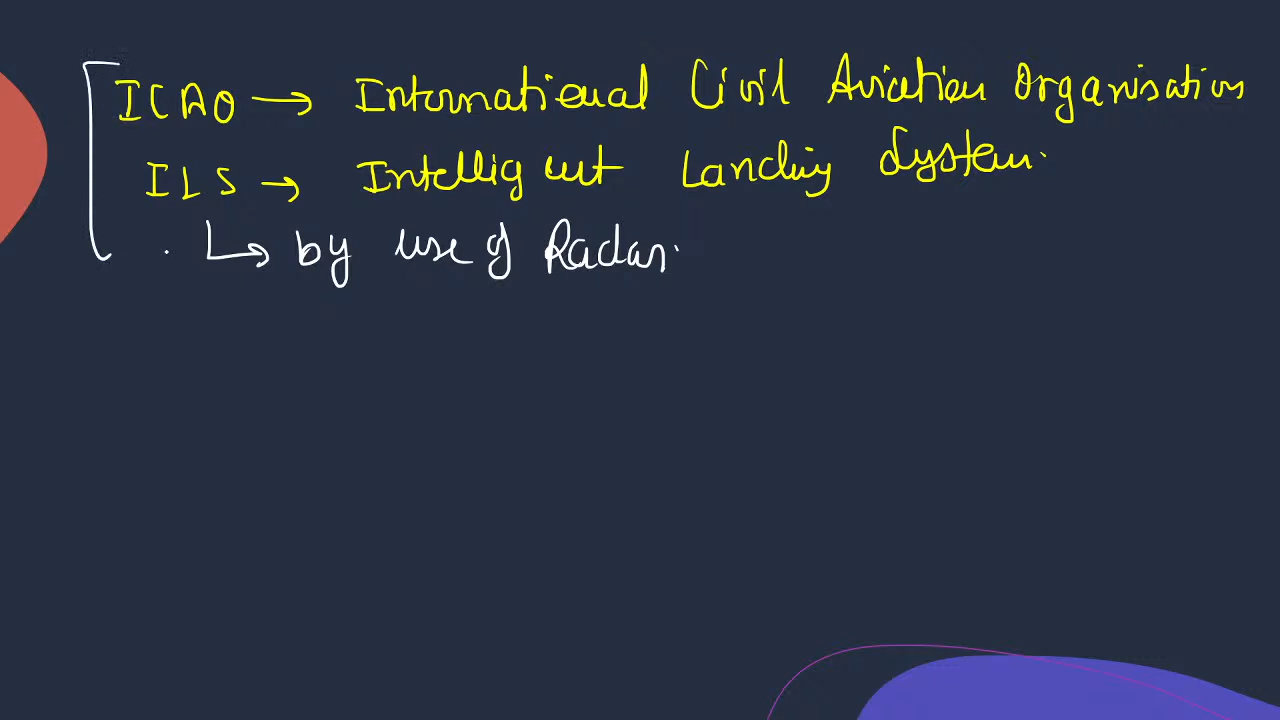 ICAO → International Civil Aviation Organisation
ILS → Intelligent Landing System.
↳ by use of Radar.